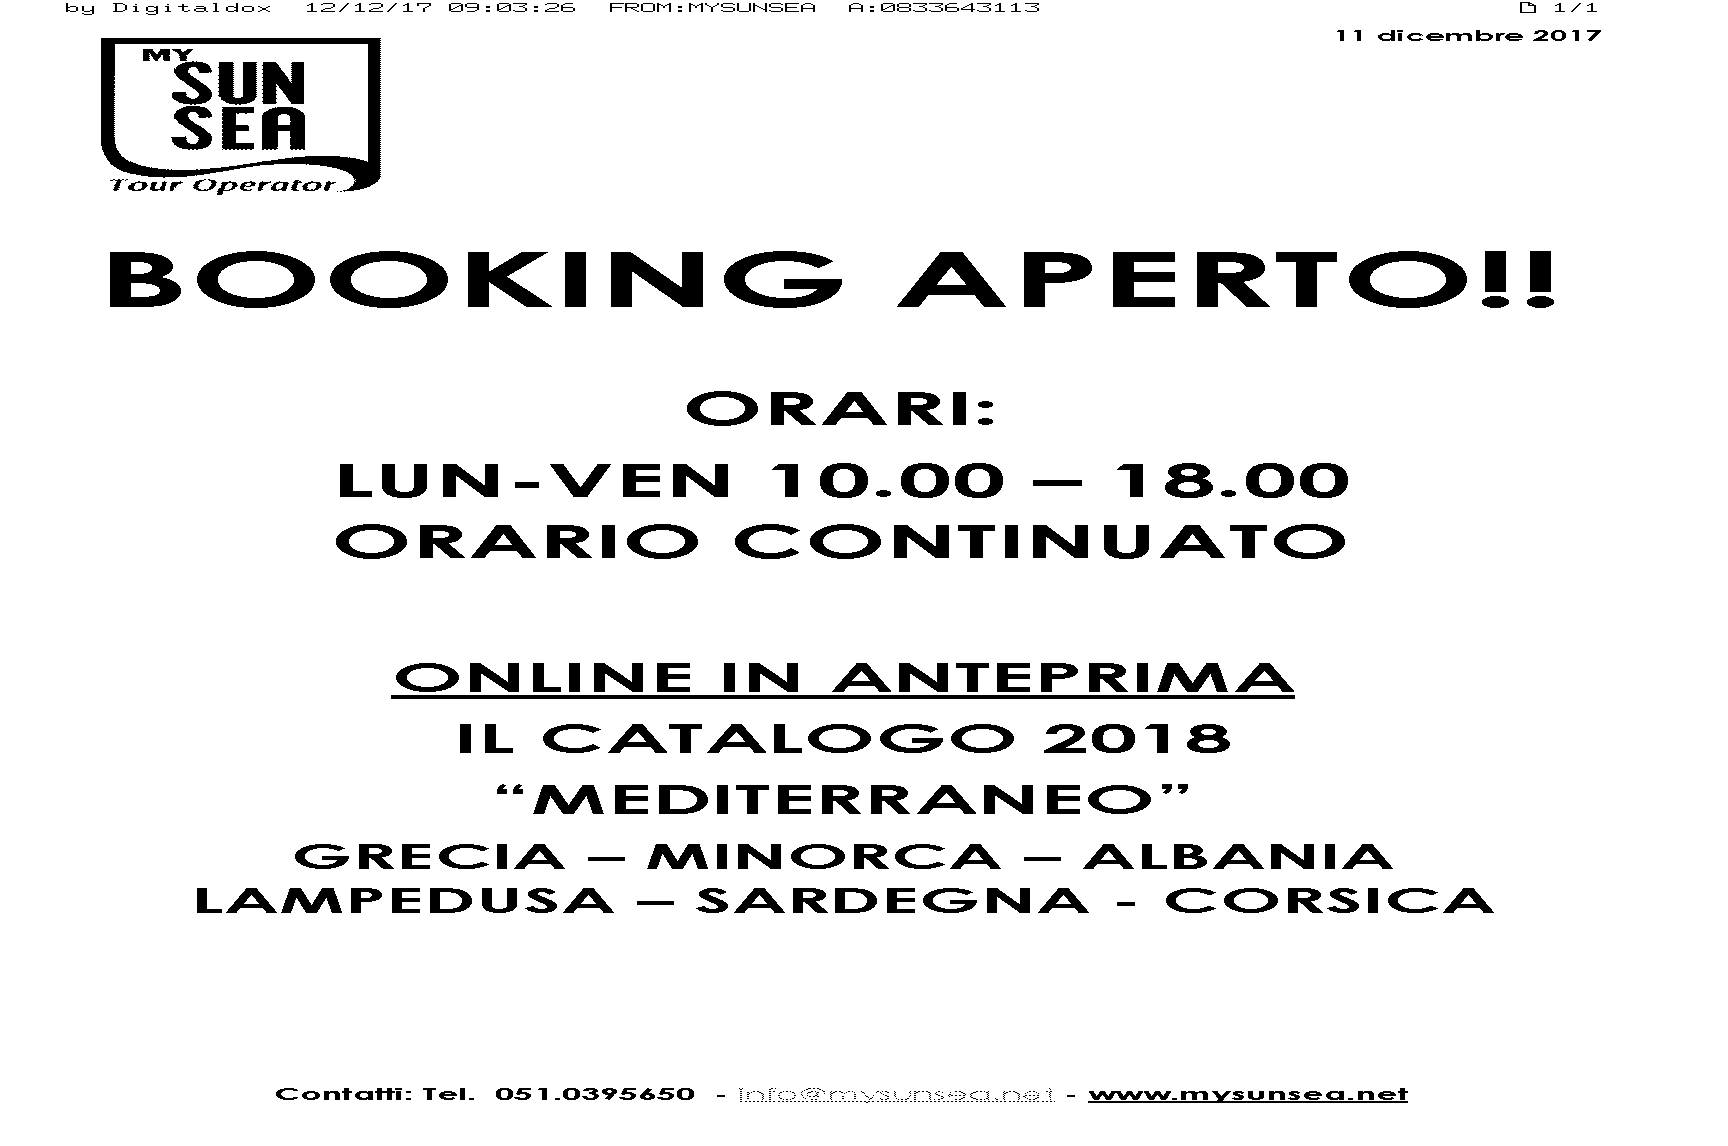 by Digitaldox 12/12/17 09:03:26 FROM:MYSUNSEA A:0833643113 1/1
11 dicembre 2017
MY
SUN
SEA
Tour Operator
BOOKING APERTO!!
ORARI:
LUN-VEN 10.00 – 18.00
ORARIO CONTINUATO
ONLINE IN ANTEPRIMA
IL CATALOGO 2018
“MEDITERRANEO”
GRECIA – MINORCA – ALBANIA
LAMPEDUSA – SARDEGNA - CORSICA
Contatti: Tel. 051.0395650 - info@mysunsea.net - www.mysunsea.net